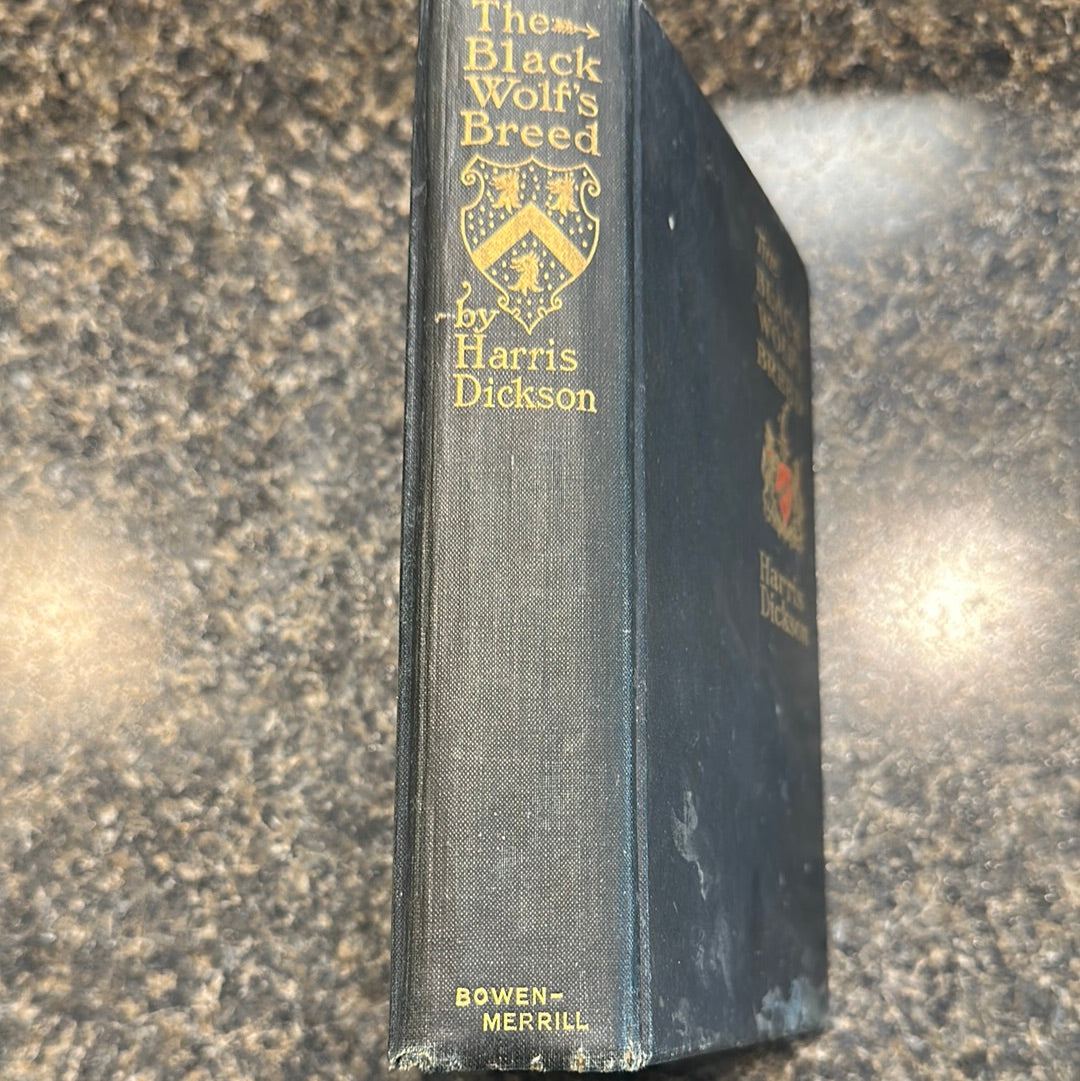 The
Black
Wolf's
Breed
by
Harris
Dickson
BOWEN-
MERRILL
The
BLACK
WOLF'S
BREED
Harris
Dickson